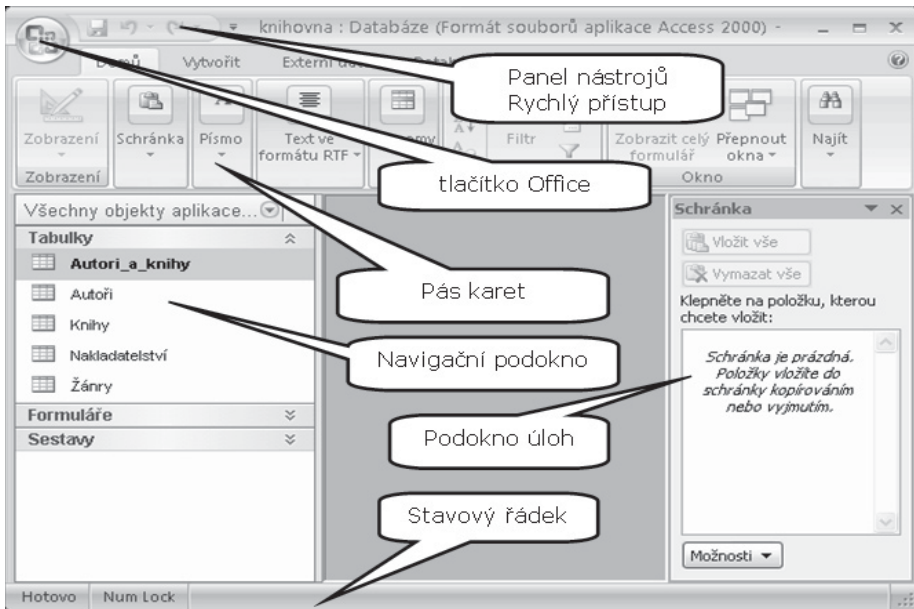 knihovna : Databáze (Formát souborů aplikace Access 2000) -
Vytvořit
Panel nástrojů
Rychlý přístup
Zobrazení
Schránka
Písmo
Text ve
formátu RTF
Filtr
Zobrazit celý
formulář
Přepnout
okna
Najít
Zobrazení
Okno
tlačítko Office
Všechny objekty aplikace...
Tabulky
Autori_a_knihy
Autoři
Knihy
Nakladatelství
Žánry
Formuláře
Sestavy
Pás karet
Navigační podokno
Podokno úloh
Stavový řádek
Schránka
Vložit vše
Vymazat vše
Klepněte na položku, kterou
chcete vložit:
Schránka je prázdná.
Položky vložíte do
schránky kopírováním
nebo vyjmutím.
Možnosti
Hotovo Num Lock